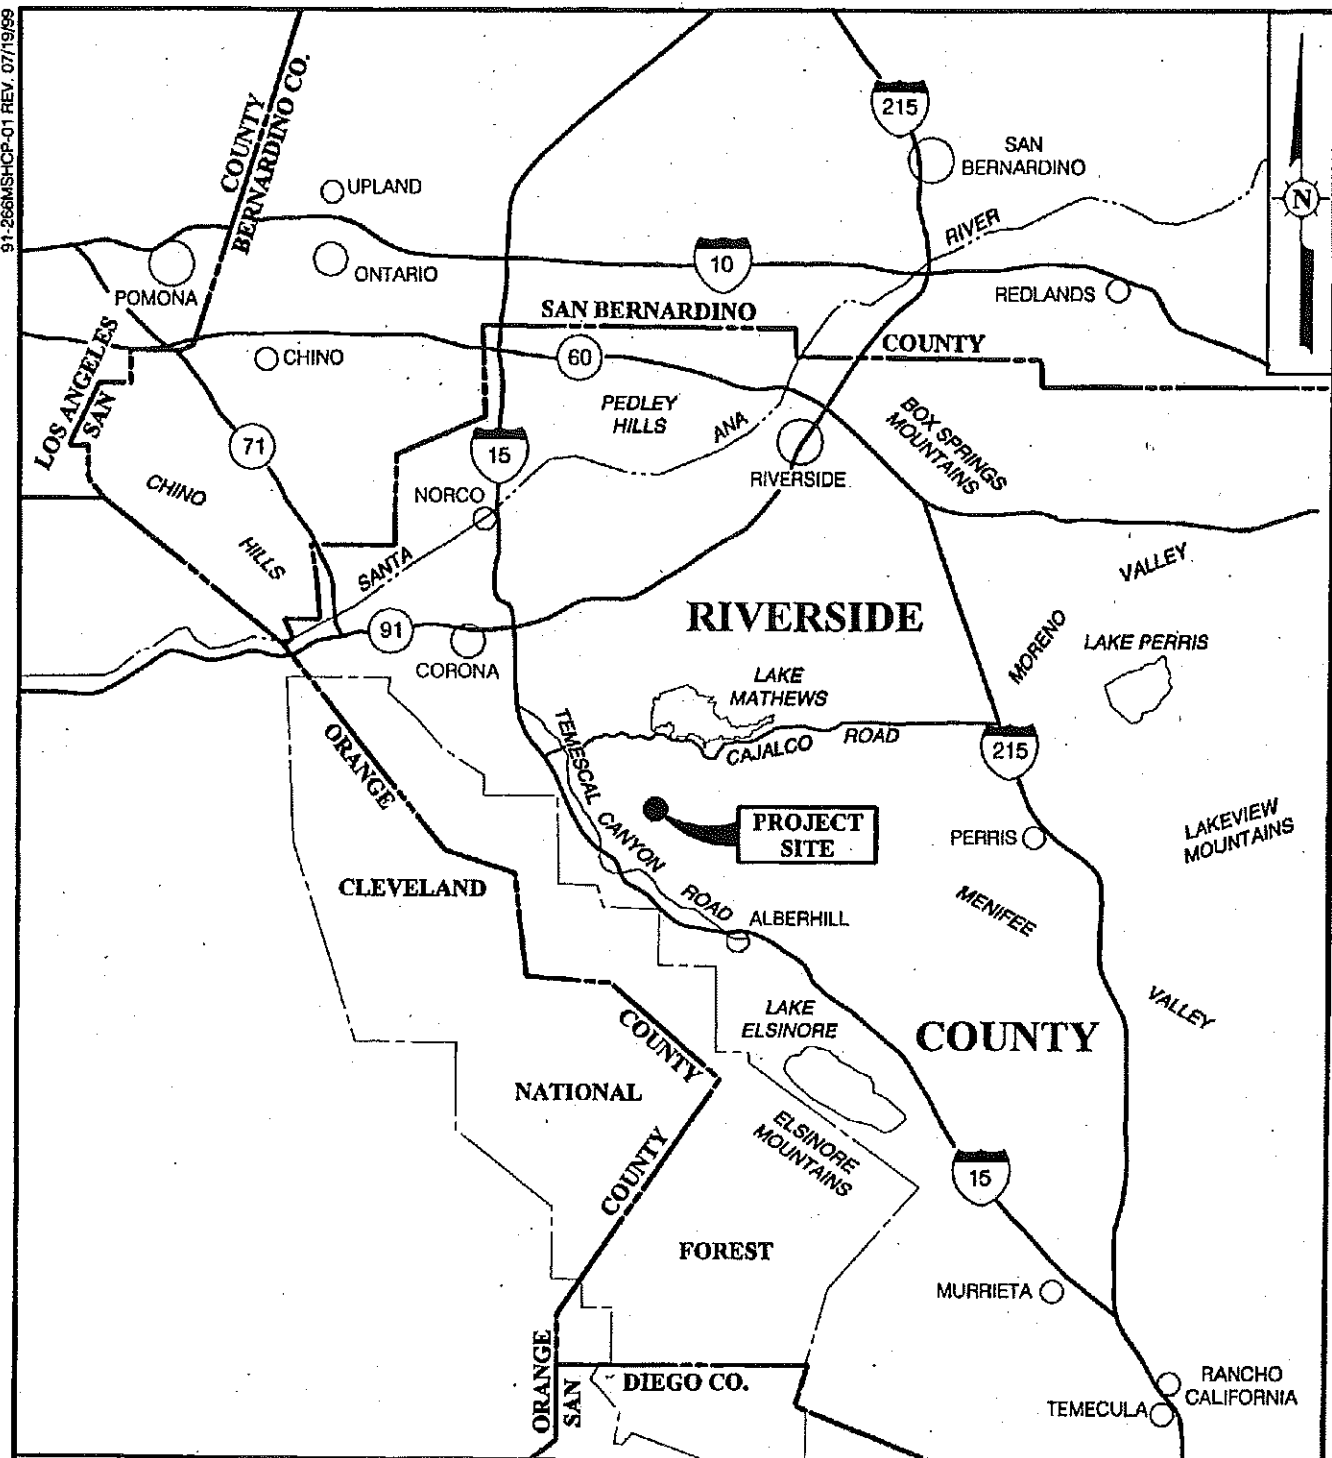 91-266MSHCP-01 REV. 07/19/99
COUNTY
BERNARDINO CO.
215
SAN
BERNARDINO
UPLAND
N
RIVER
10
ONTARIO
POMONA
REDLANDS
SAN BERNARDINO
COUNTY
LOS ANGELES
SAN
CHINO
60
PEDLEY
HILLS
ANA
BOX SPRINGS
MOUNTAINS
71
15
RIVERSIDE
CHINO
HILLS
NORCO
SANTA
VALLEY
MORENO
91
CORONA
RIVERSIDE
LAKE PERRIS
LAKE
MATHEWS
CAJALCO
ROAD
215
ORANGE
TEMESCAL
CANYON
ROAD
PROJECT
SITE
PERRIS
LAKEVIEW
MOUNTAINS
CLEVELAND
MENIFEE
VALLEY
ALBERHILL
LAKE
ELSINORE
COUNTY
COUNTY
NATIONAL
ELSINORE
MOUNTAINS
COUNTY
15
FOREST
MURRIETA
ORANGE
SAN
DIEGO CO.
RANCHO
CALIFORNIA
TEMECULA